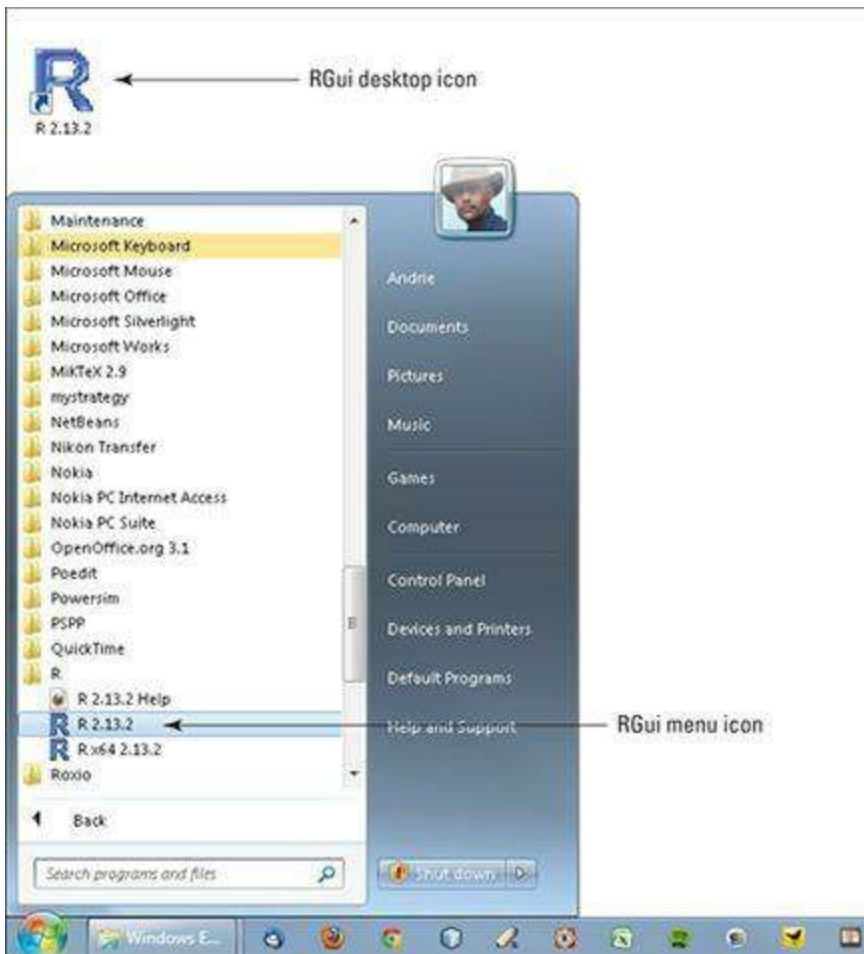 RGui desktop icon
R 2.13.2
Maintenance
Microsoft Keyboard
Microsoft Mouse
Microsoft Office
Microsoft Silverlight
Microsoft Works
MiKTeX 2.9
mystrategy
NetBeans
Nikon Transfer
Nokia
Nokia PC Internet Access
Nokia PC Suite
OpenOffice.org 3.1
Poedit
Powersim
PSPP
QuickTime
R
R 2.13.2 Help
R 2.13.2
R x64 2.13.2
Roxio
Back
Search programs and files
Andrie
Documents
Pictures
Music
Games
Computer
Control Panel
Devices and Printers
Default Programs
Help and Support
RGui menu icon
Shut down
Windows E...